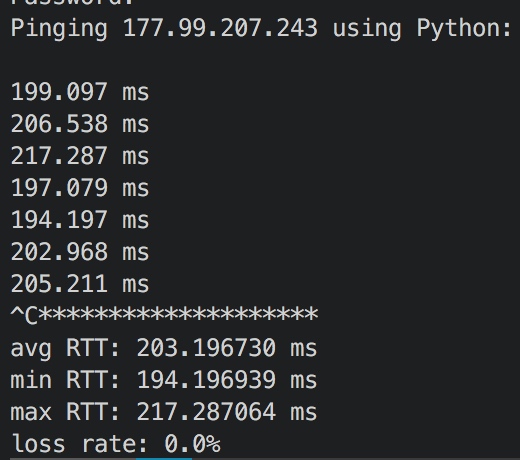 Password:
Pinging 177.99.207.243 using Python:
199.097 ms
206.538 ms
217.287 ms
197.079 ms
194.197 ms
202.968 ms
205.211 ms
^C********************
avg RTT: 203.196730 ms
min RTT: 194.196939 ms
max RTT: 217.287064 ms
loss rate: 0.0%